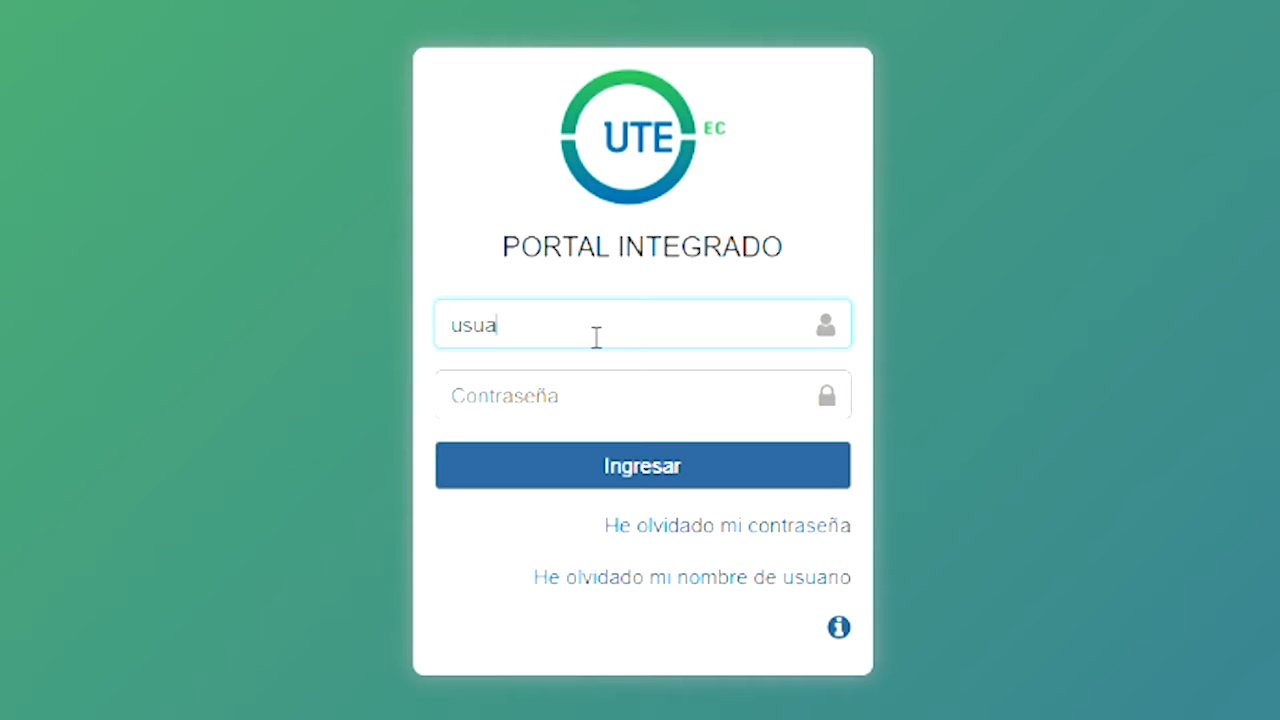 UTE EC
PORTAL INTEGRADO
usua
Contraseña
Ingresar
He olvidado mi contraseña
He olvidado mi nombre de usuario